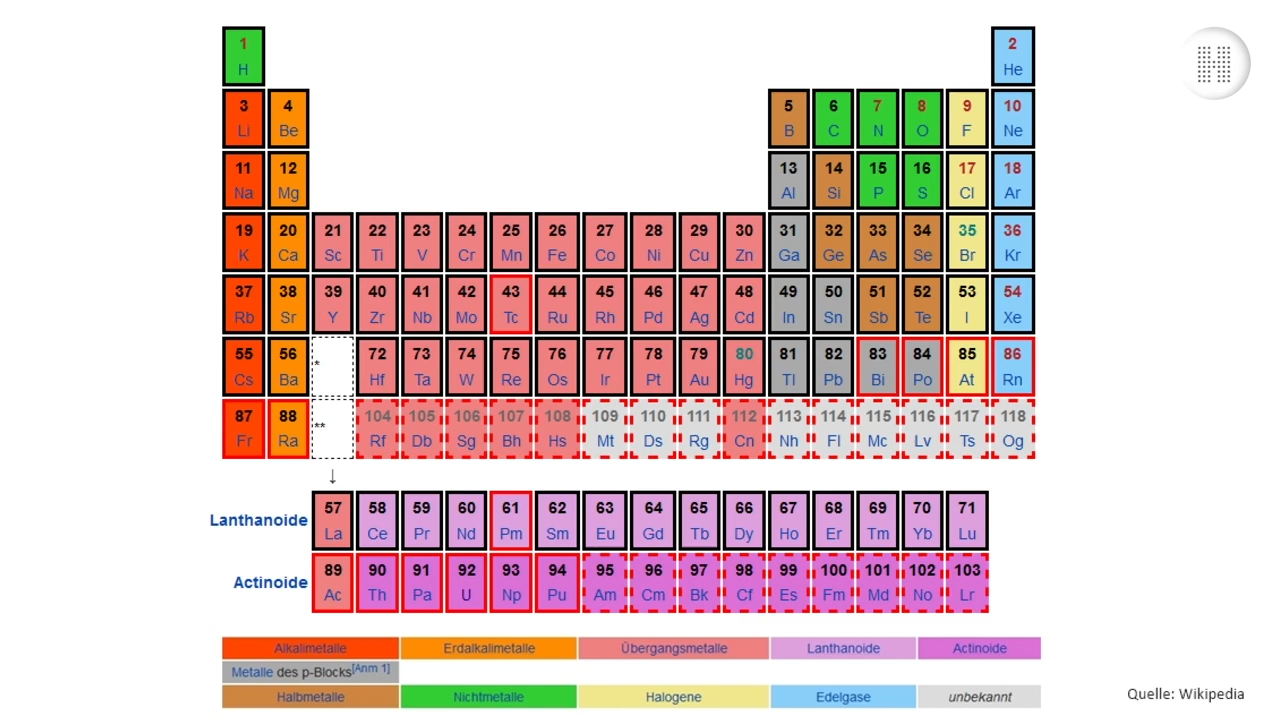 1 2
H He
3 4 5 6 7 8 9 10
Li Be B C N O F Ne
11 12 13 14 15 16 17 18
Na Mg Al Si P S Cl Ar
19 20 21 22 23 24 25 26 27 28 29 30 31 32 33 34 35 36
K Ca Sc Ti V Cr Mn Fe Co Ni Cu Zn Ga Ge As Se Br Kr
37 38 39 40 41 42 43 44 45 46 47 48 49 50 51 52 53 54
Rb Sr Y Zr Nb Mo Tc Ru Rh Pd Ag Cd In Sn Sb Te I Xe
55 56 * 72 73 74 75 76 77 78 79 80 81 82 83 84 85 86
Cs Ba Hf Ta W Re Os Ir Pt Au Hg Tl Pb Bi Po At Rn
87 88 ** 104 105 106 107 108 109 110 111 112 113 114 115 116 117 118
Fr Ra Rf Db Sg Bh Hs Mt Ds Rg Cn Nh Fl Mc Lv Ts Og
↓
57 58 59 60 61 62 63 64 65 66 67 68 69 70 71
Lanthanoide
La Ce Pr Nd Pm Sm Eu Gd Tb Dy Ho Er Tm Yb Lu
89 90 91 92 93 94 95 96 97 98 99 100 101 102 103
Actinoide
Ac Th Pa U Np Pu Am Cm Bk Cf Es Fm Md No Lr
Alkalimetalle Erdalkalimetalle Übergangsmetalle Lanthanoide Actinoide
Metalle des p-Blocks[Anm 1]
Halbmetalle Nichtmetalle Halogene Edelgase unbekannt
Quelle: Wikipedia
H